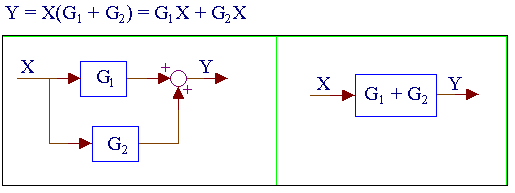 Y = X(G₁ + G₂) = G₁X + G₂X
X G₁ + Y
+
G₂
X G₁ + G₂ Y